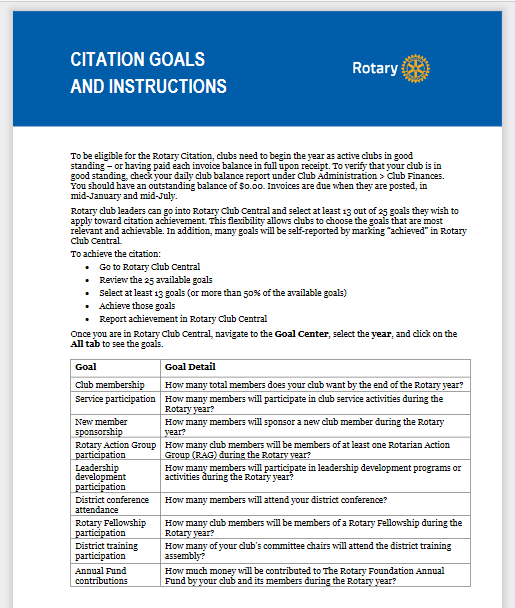 CITATION GOALS
AND INSTRUCTIONS
Rotary
To be eligible for the Rotary Citation, clubs need to begin the year as active clubs in good
standing – or having paid each invoice balance in full upon receipt. To verify that your club is in
good standing, check your daily club balance report under Club Administration > Club Finances.
You should have an outstanding balance of $0.00. Invoices are due when they are posted, in
mid-January and mid-July.
Rotary club leaders can go into Rotary Club Central and select at least 13 out of 25 goals they wish to
apply toward citation achievement. This flexibility allows clubs to choose the goals that are most
relevant and achievable. In addition, many goals will be self-reported by marking "achieved" in Rotary
Club Central.
To achieve the citation:
• Go to Rotary Club Central
• Review the 25 available goals
• Select at least 13 goals (or more than 50% of the available goals)
• Achieve those goals
• Report achievement in Rotary Club Central
Once you are in Rotary Club Central, navigate to the Goal Center, select the year, and click on the
All tab to see the goals.
Goal Goal Detail
Club membership How many total members does your club want by the end of the Rotary year?
Service participation How many members will participate in club service activities during the
Rotary year?
New member
sponsorship
How many members will sponsor a new club member during the Rotary
year?
Rotary Action Group
participation
How many club members will be members of at least one Rotarian Action
Group (RAG) during the Rotary year?
Leadership
development
participation
How many members will participate in leadership development programs or
activities during the Rotary year?
District conference
attendance
How many members will attend your district conference?
Rotary Fellowship
participation
How many club members will be members of a Rotary Fellowship during the
Rotary year?
District training
participation
How many of your club's committee chairs will attend the district training
assembly?
Annual Fund
contributions
How much money will be contributed to The Rotary Foundation Annual
Fund by your club and its members during the Rotary year?